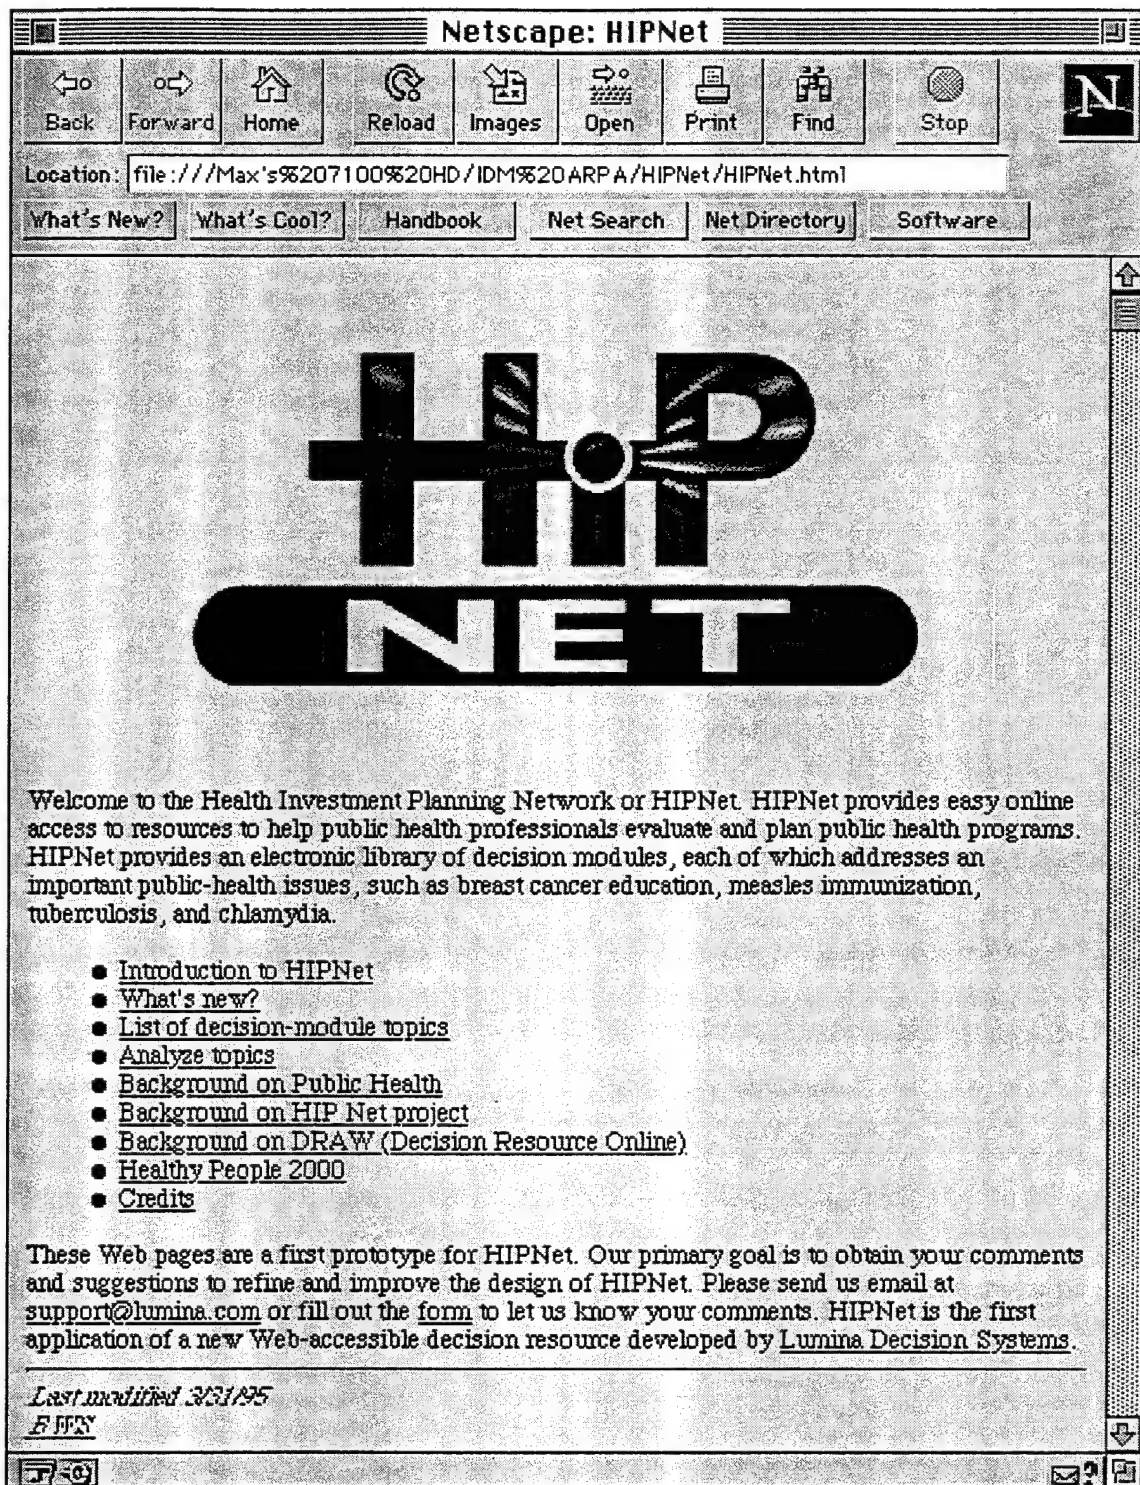 Netscape: HIPNet
Back Forward Home Reload Images Open Print Find Stop
N
Location: file:///Max's%207100%20HD/IDM%20ARPA/HIPNet/HIPNet.html
What's New? What's Cool? Handbook Net Search Net Directory Software
HiP
NET
Welcome to the Health Investment Planning Network or HIPNet. HIPNet provides easy online
access to resources to help public health professionals evaluate and plan public health programs.
HIPNet provides an electronic library of decision modules, each of which addresses an
important public-health issues, such as breast cancer education, measles immunization,
tuberculosis, and chlamydia.
Introduction to HIPNet
What's new?
List of decision-module topics
Analyze topics
Background on Public Health
Background on HIP Net project
Background on DRAW (Decision Resource Online)
Healthy People 2000
Credits
These Web pages are a first prototype for HIPNet. Our primary goal is to obtain your comments
and suggestions to refine and improve the design of HIPNet. Please send us email at
support@lumina.com or fill out the form to let us know your comments. HIPNet is the first
application of a new Web-accessible decision resource developed by Lumina Decision Systems.
Last modified 3/31/95